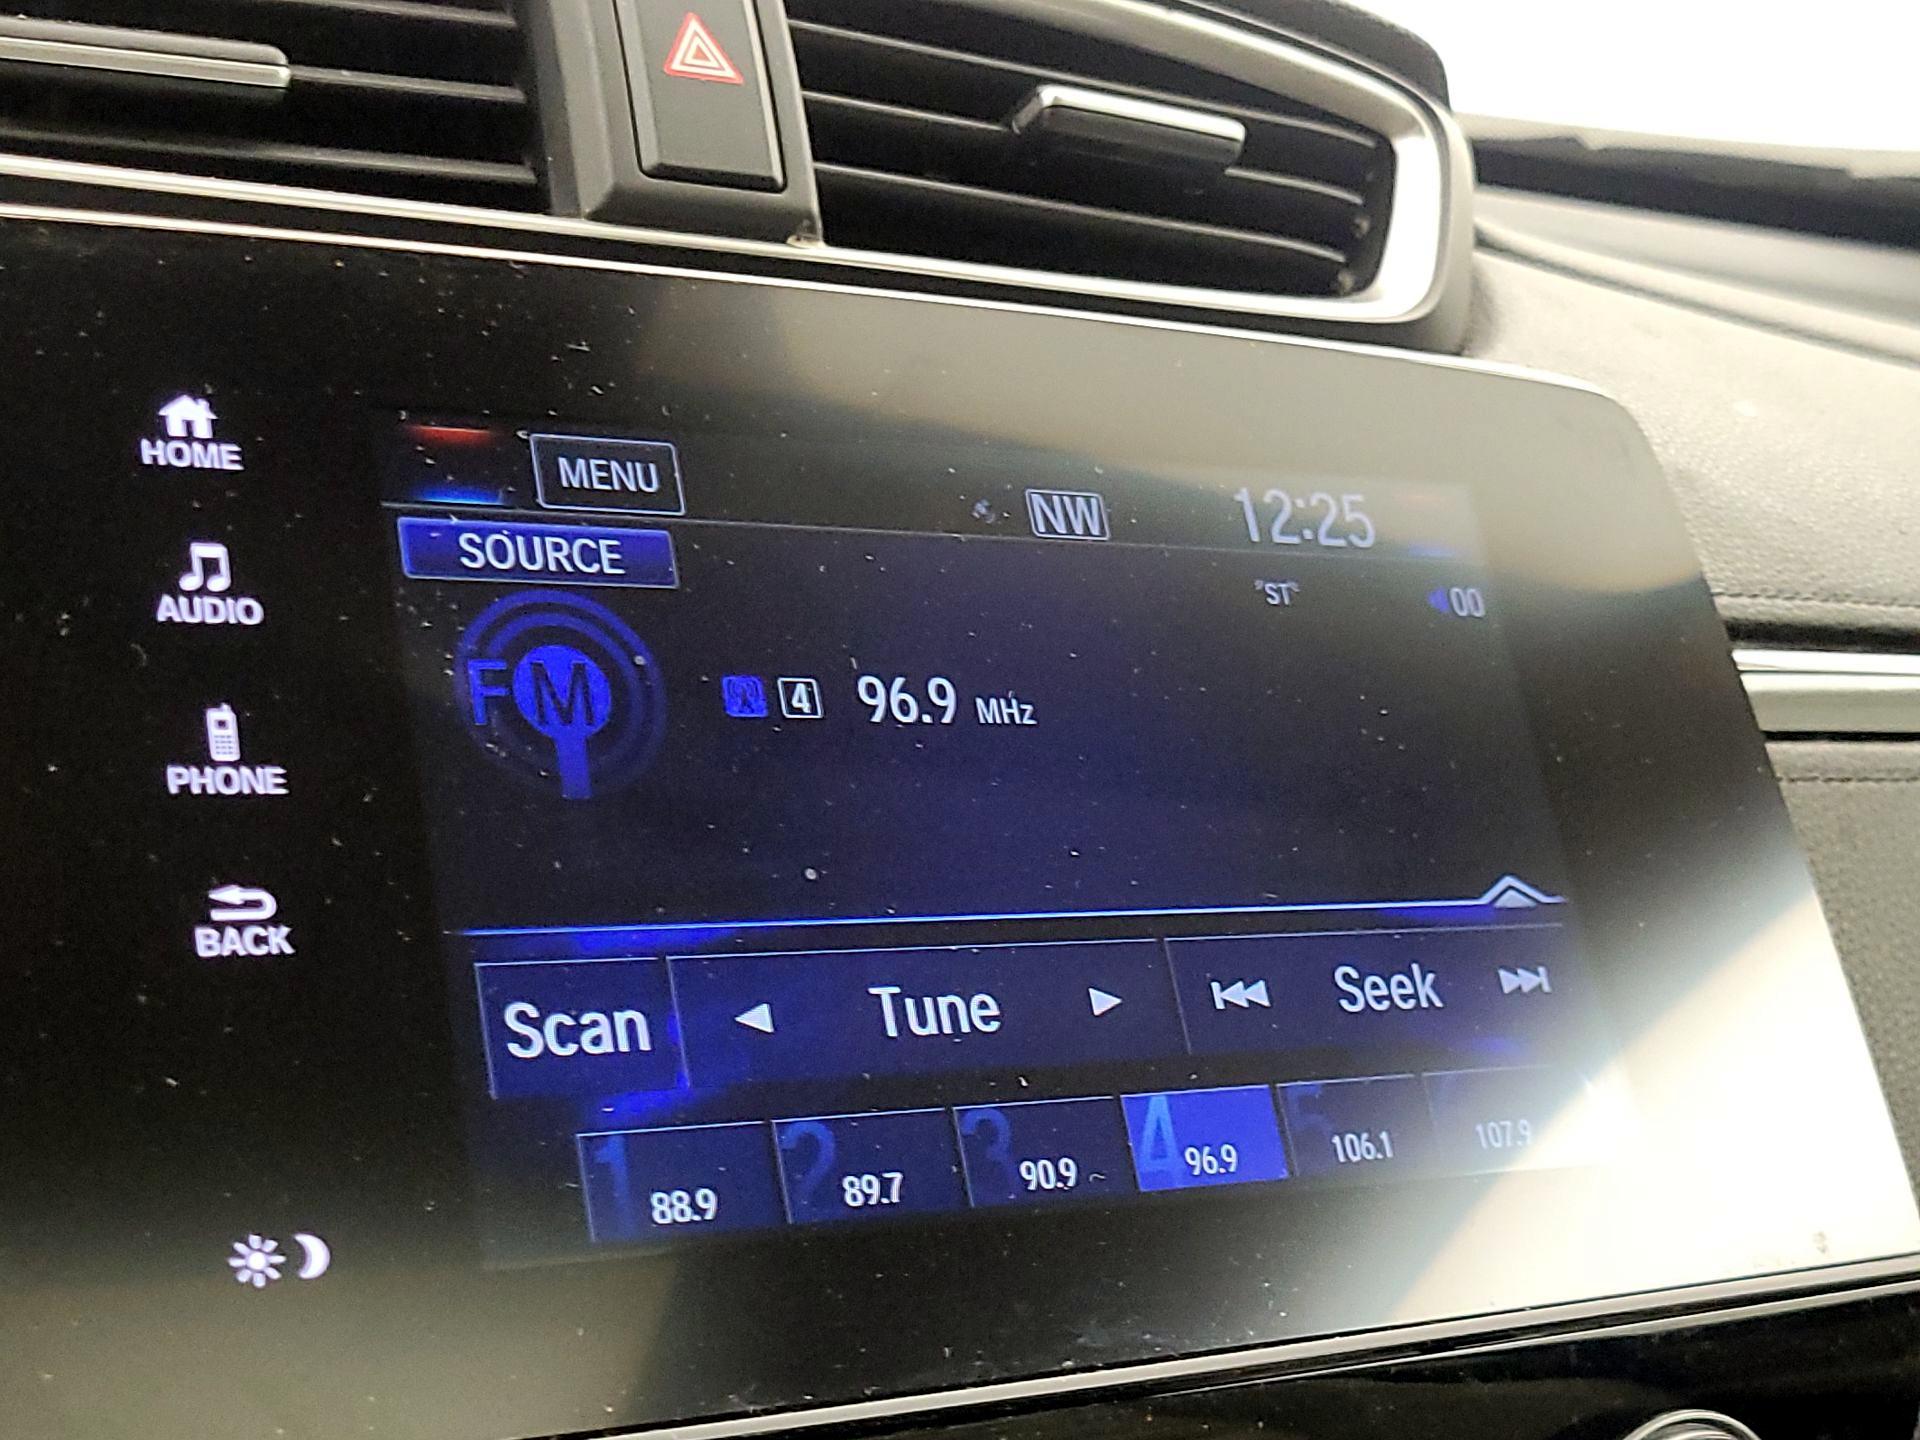 HOME
MENU
NW
12:25
SOURCE
AUDIO
"ST"
00
FM
4
96.9 MHz
PHONE
BACK
Scan
Tune
Seek
1 88.9
2 89.7
3 90.9 ~
4 96.9
5 106.1
107.9